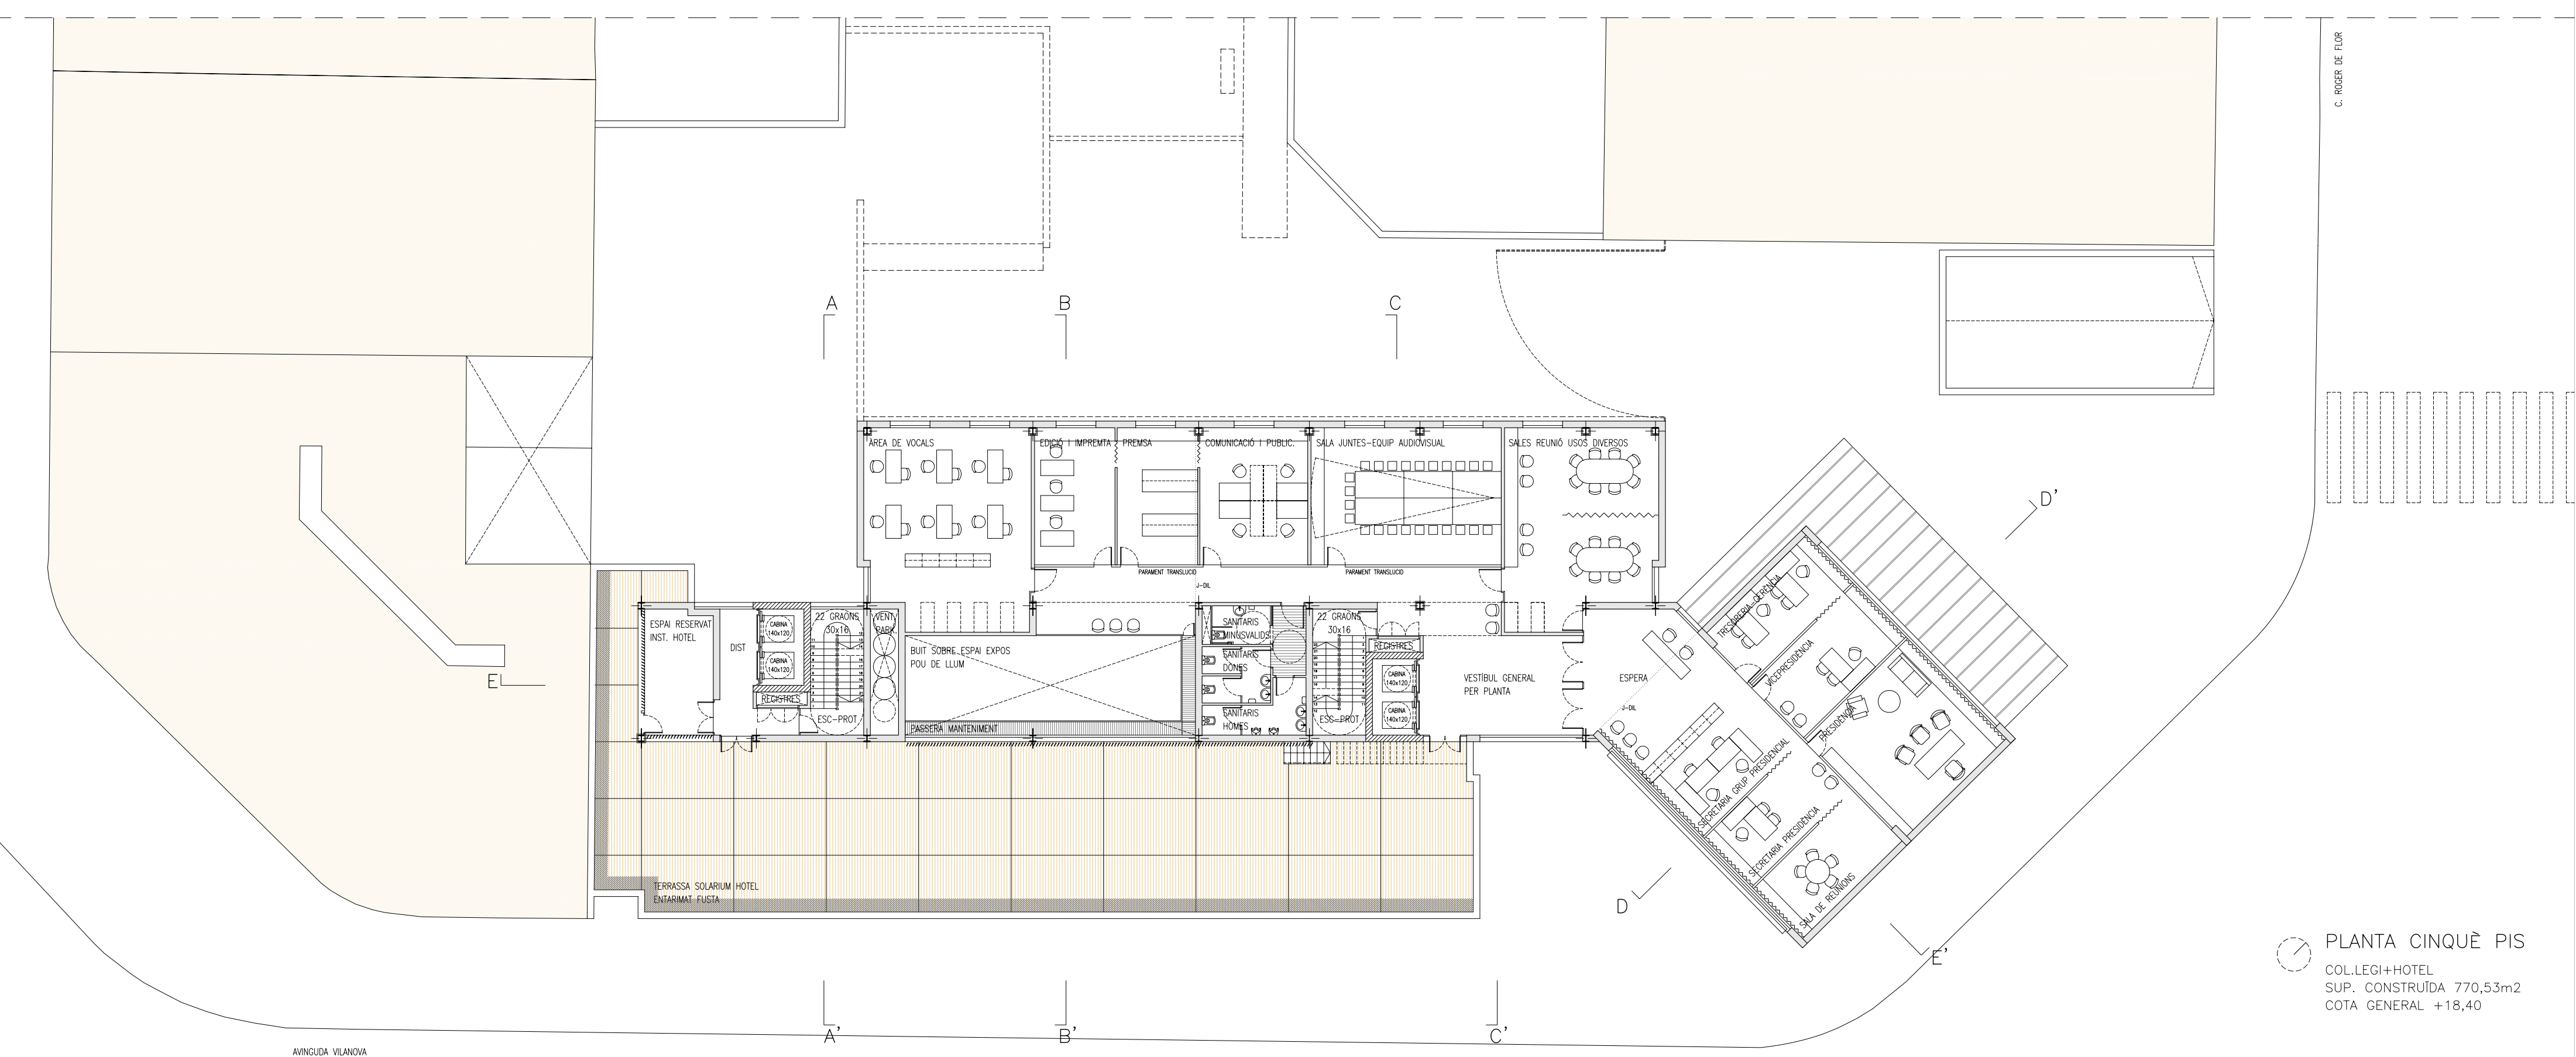 C. ROGER DE FLOR
A
B
C
ÀREA DE VOCALS
EDICIÓ I IMPREMTA
PREMSA
COMUNICACIÓ I PUBLIC.
SALA JUNTES-EQUIP AUDIOVISUAL
SALES REUNIÓ USOS DIVERSOS
D'
PARAMENT TRANSLUCID
PARAMENT TRANSLUCID
J-DIL
ESPAI RESERVAT
INST. HOTEL
DIST
CABINA
140x120
CABINA
140x120
REGISTRES
22 GRAONS
30x16
ESC-PROT
VENT.
PARK.
BUIT SOBRE ESPAI EXPOS
POU DE LLUM
PASSERA MANTENIMENT
SANITARIS
MINUSVALIDS
SANITARIS
DONES
SANITARIS
HOMES
22 GRAONS
30x16
ESC-PROT
REGISTRES
CABINA
140x120
CABINA
140x120
VESTÍBUL GENERAL
PER PLANTA
ESPERA
J-DIL
TRESORERIA-GERÈNCIA
VICEPRESIDÈNCIA
PRESIDÈNCIA
SECRETARIA GRUP PRESIDENCIAL
SECRETARIA PRESIDÈNCIA
SALA DE REUNIONS
E
TERRASSA SOLARIUM HOTEL
ENTARIMAT FUSTA
D
E'
A'
B'
C'
AVINGUDA VILANOVA
PLANTA CINQUÈ PIS
COL.LEGI+HOTEL
SUP. CONSTRUÏDA 770,53m2
COTA GENERAL +18,40